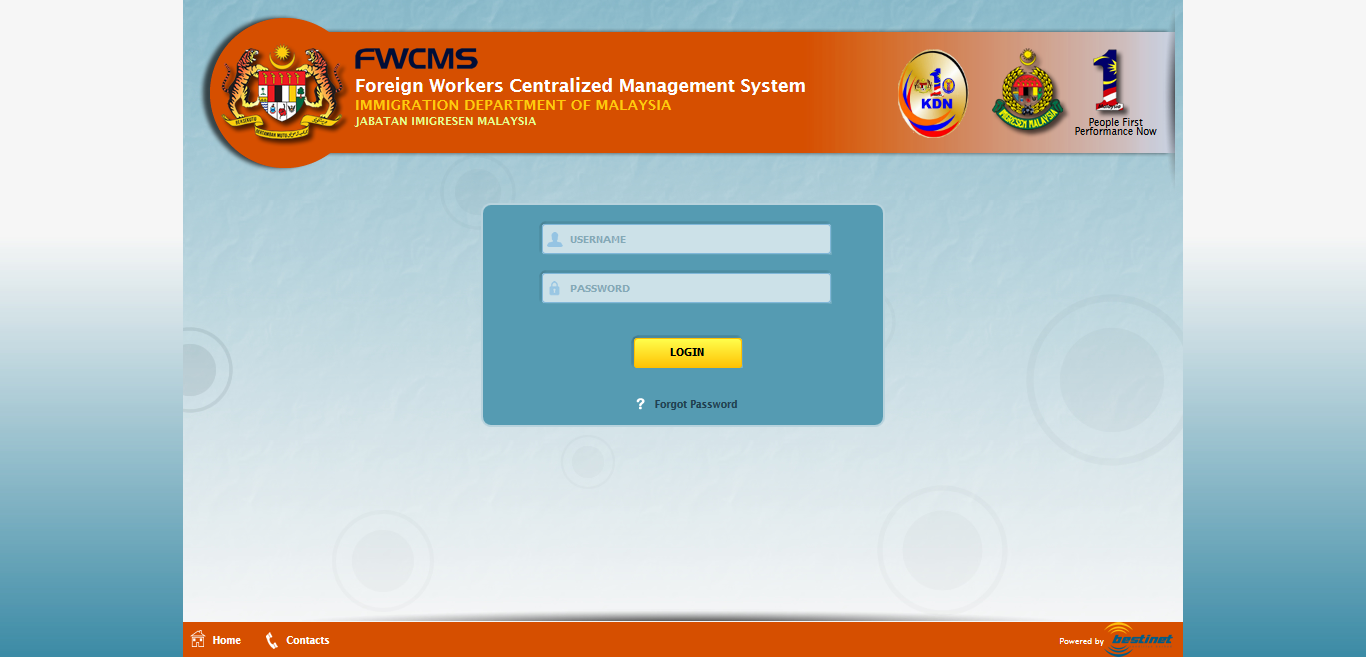 FWCMS
Foreign Workers Centralized Management System
IMMIGRATION DEPARTMENT OF MALAYSIA
JABATAN IMIGRESEN MALAYSIA
KDN
IMIGRESEN MALAYSIA
People First
Performance Now
USERNAME
PASSWORD
LOGIN
? Forgot Password
Home
Contacts
Powered by
bestinet